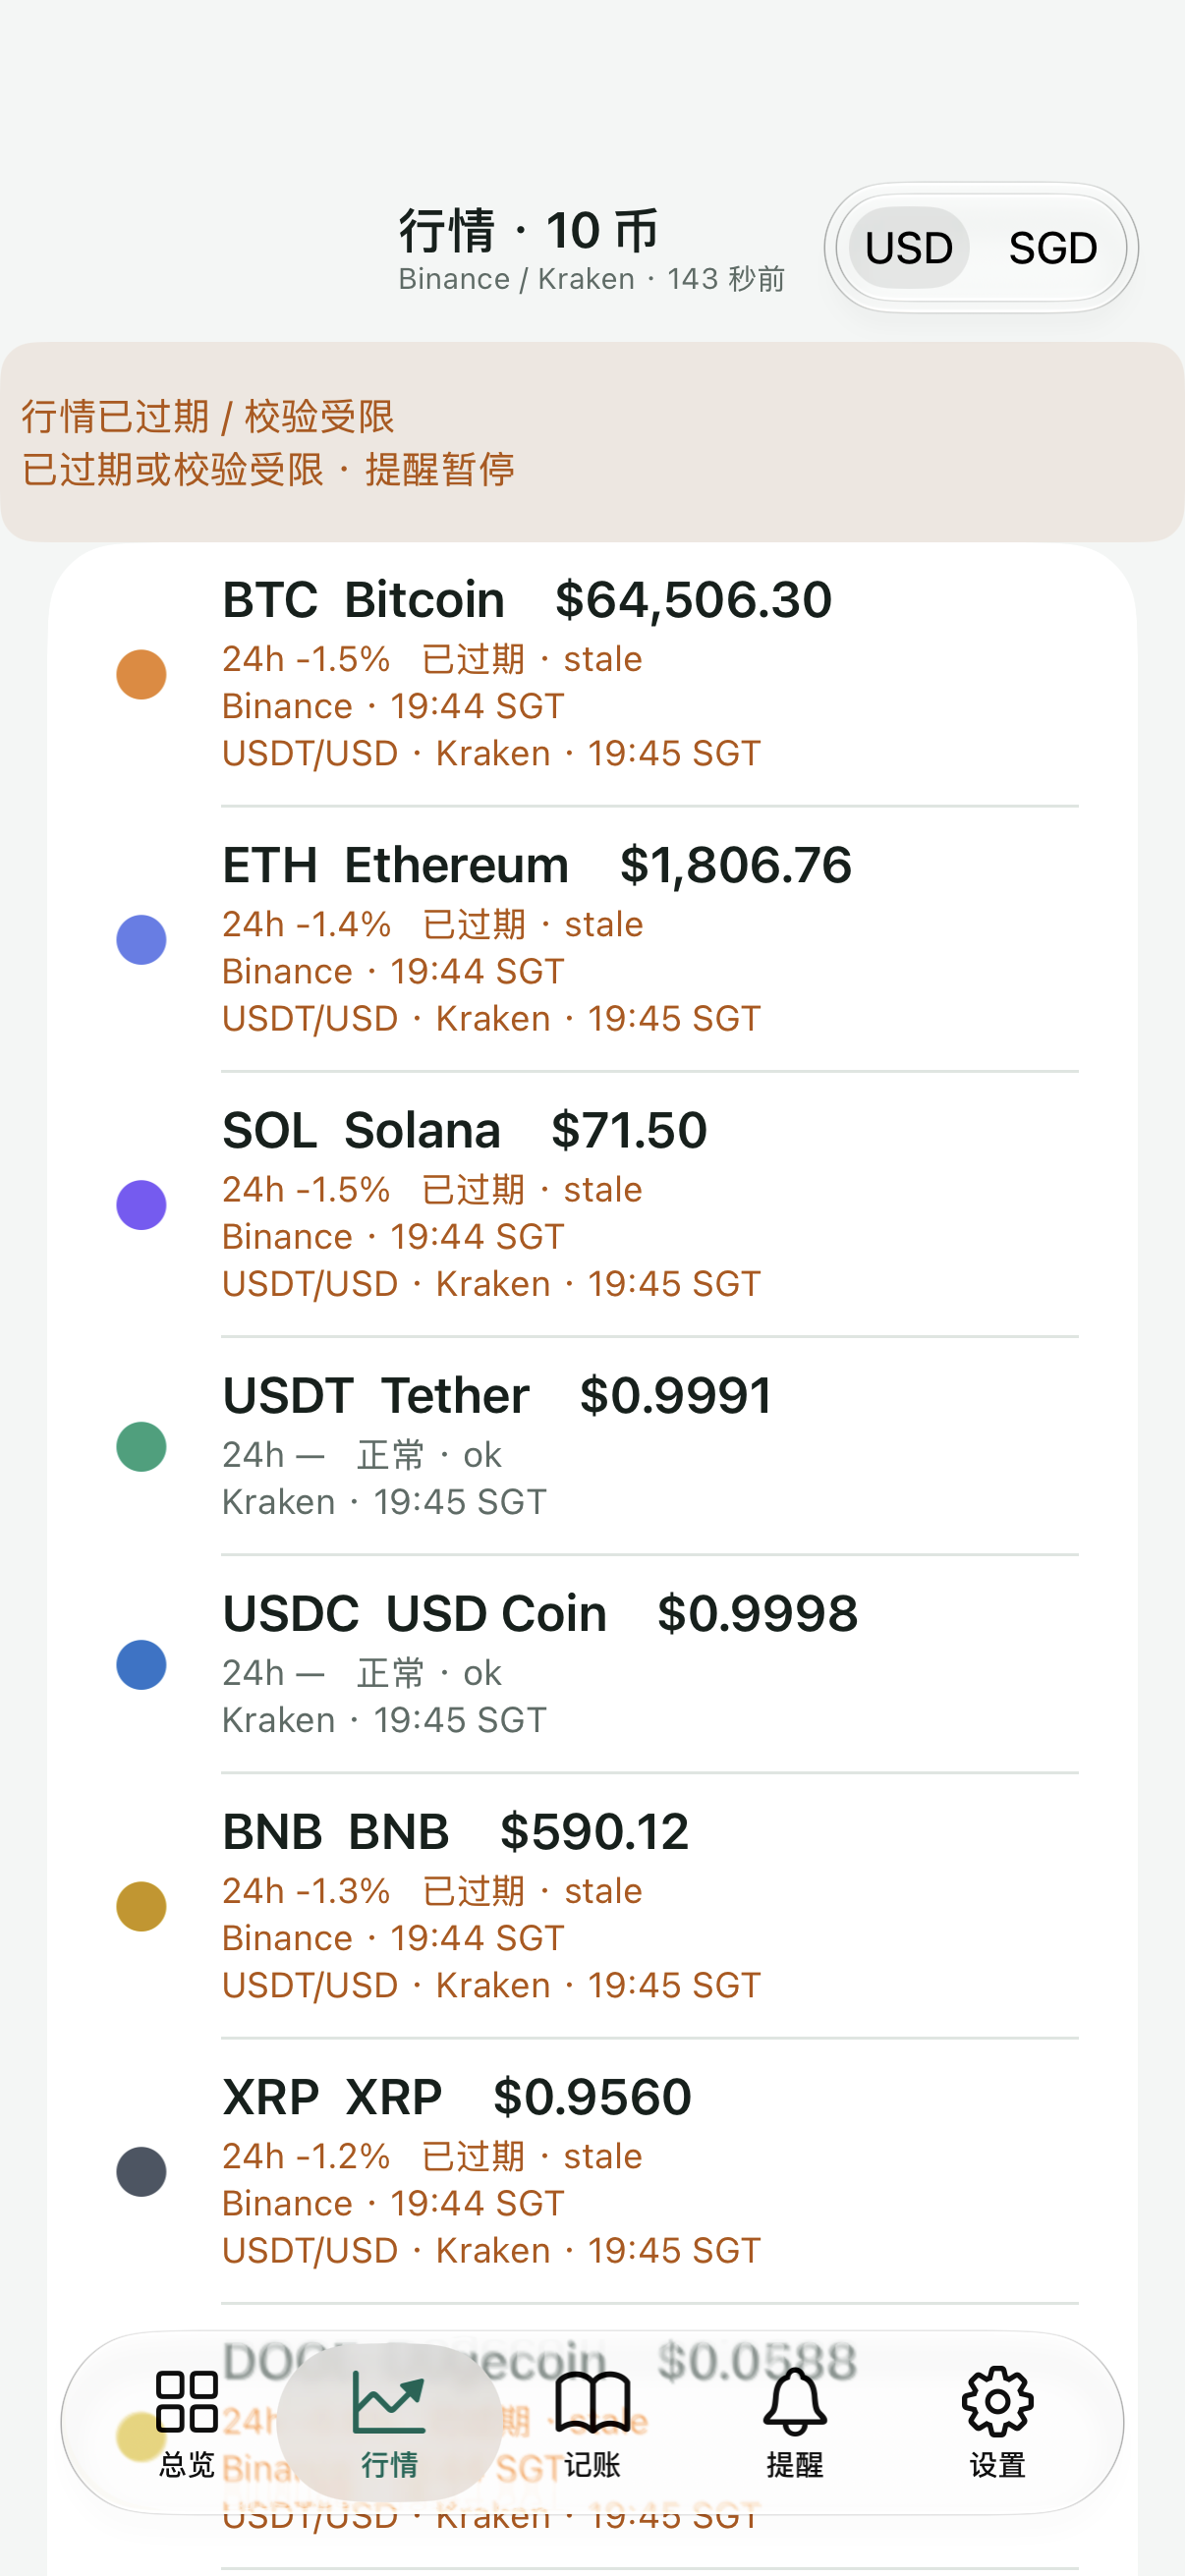 行情 · 10 币
Binance / Kraken · 143 秒前
USD SGD
行情已过期 / 校验受限
已过期或校验受限 · 提醒暂停
BTC Bitcoin $64,506.30
24h -1.5% 已过期 · stale
Binance · 19:44 SGT
USDT/USD · Kraken · 19:45 SGT
ETH Ethereum $1,806.76
24h -1.4% 已过期 · stale
Binance · 19:44 SGT
USDT/USD · Kraken · 19:45 SGT
SOL Solana $71.50
24h -1.5% 已过期 · stale
Binance · 19:44 SGT
USDT/USD · Kraken · 19:45 SGT
USDT Tether $0.9991
24h — 正常 · ok
Kraken · 19:45 SGT
USDC USD Coin $0.9998
24h — 正常 · ok
Kraken · 19:45 SGT
BNB BNB $590.12
24h -1.3% 已过期 · stale
Binance · 19:44 SGT
USDT/USD · Kraken · 19:45 SGT
XRP XRP $0.9560
24h -1.2% 已过期 · stale
Binance · 19:44 SGT
USDT/USD · Kraken · 19:45 SGT
$0.0588
24h stale
SGT
USDT/USD · Kraken · 19:45 SGT
总览 行情 记账 提醒 设置